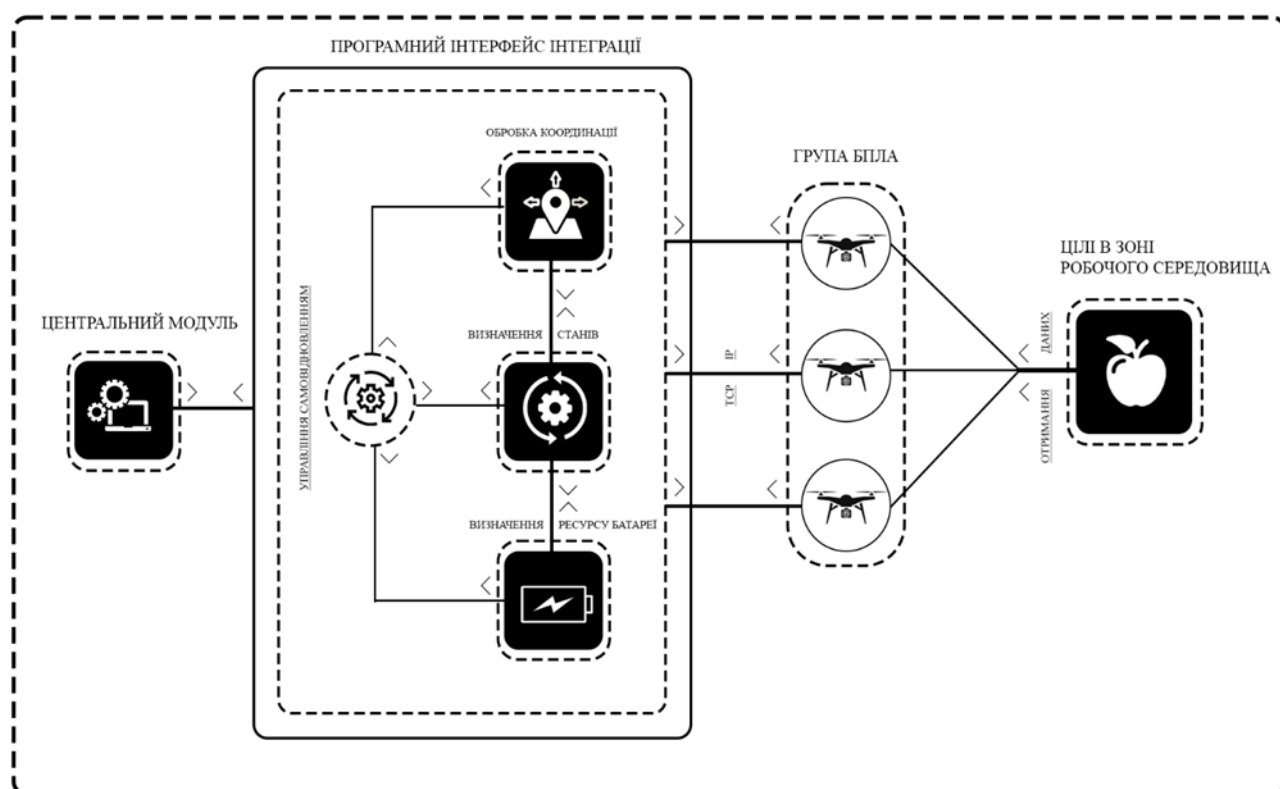 ПРОГРАМНИЙ ІНТЕРФЕЙС ІНТЕГРАЦІЇ
ОБРОБКА КООРДИНАЦІЇ
ГРУПА БПЛА
ЦІЛІ В ЗОНІ
РОБОЧОГО СЕРЕДОВИЩА
ЦЕНТРАЛЬНИЙ МОДУЛЬ
УПРАВЛІННЯ САМОВІДНОВЛЕННЯМ
ВИЗНАЧЕННЯ СТАНІВ
TCP IP
ОТРИМАННЯ ДАНИХ
ВИЗНАЧЕННЯ РЕСУРСУ БАТАРЕЇ